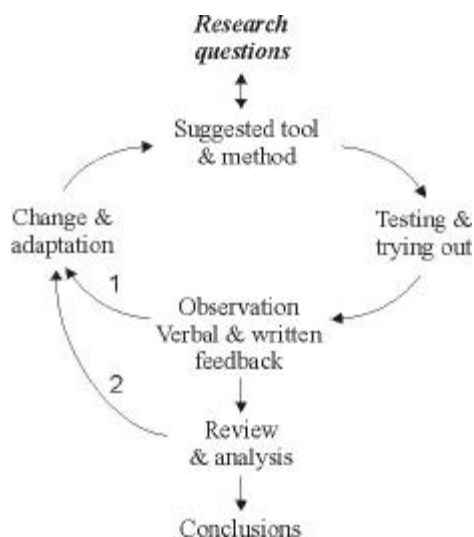 Research
questions
Suggested tool
& method
Change &
adaptation
Testing &
trying out
1
Observation
Verbal & written
feedback
2
Review
& analysis
Conclusions